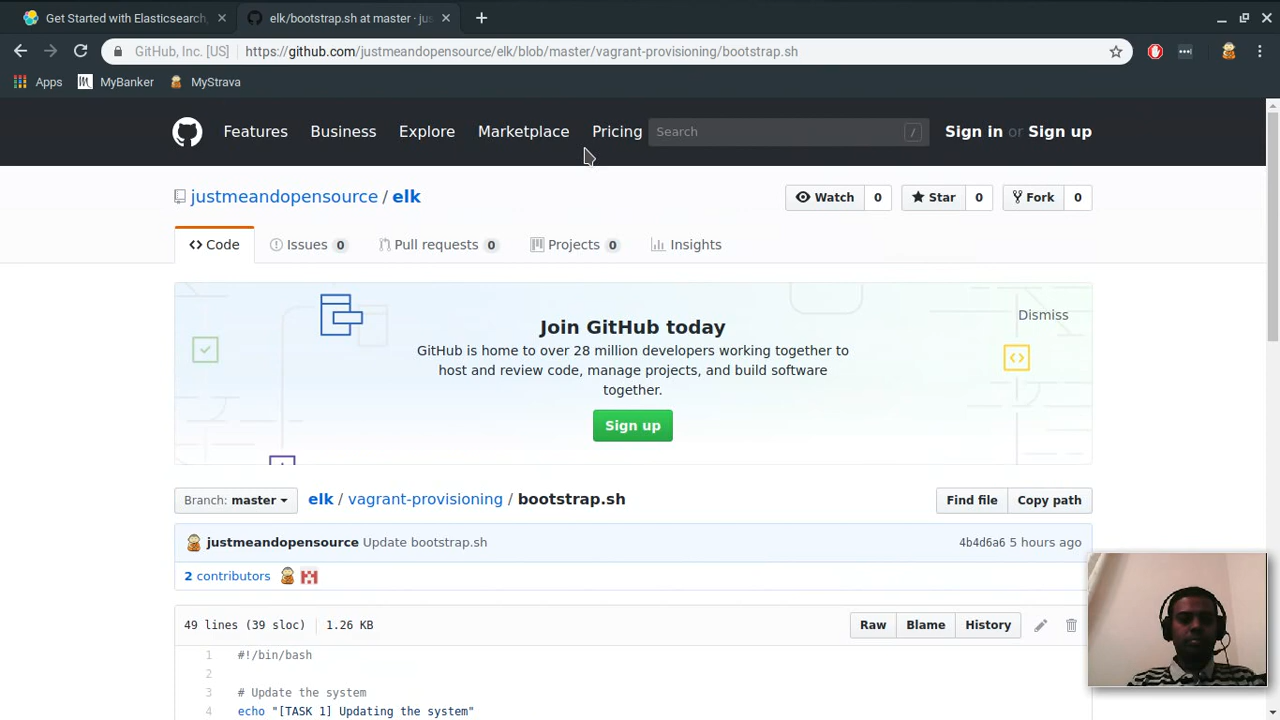 Get Started with Elasticsearch,
elk/bootstrap.sh at master · jus
GitHub, Inc. [US]
https://github.com/justmeandopensource/elk/blob/master/vagrant-provisioning/bootstrap.sh
Apps
MyBanker
MyStrava
Features
Business
Explore
Marketplace
Pricing
Search
/
Sign in or Sign up
justmeandopensource / elk
Watch 0
Star 0
Fork 0
Code
Issues 0
Pull requests 0
Projects 0
Insights
Join GitHub today
Dismiss
GitHub is home to over 28 million developers working together to
host and review code, manage projects, and build software
together.
Sign up
Branch: master
elk / vagrant-provisioning / bootstrap.sh
Find file
Copy path
justmeandopensource Update bootstrap.sh
4b4d6a6 5 hours ago
2 contributors
49 lines (39 sloc)
1.26 KB
Raw
Blame
History
1 #!/bin/bash
2
3 # Update the system
4 echo "[TASK 1] Updating the system"